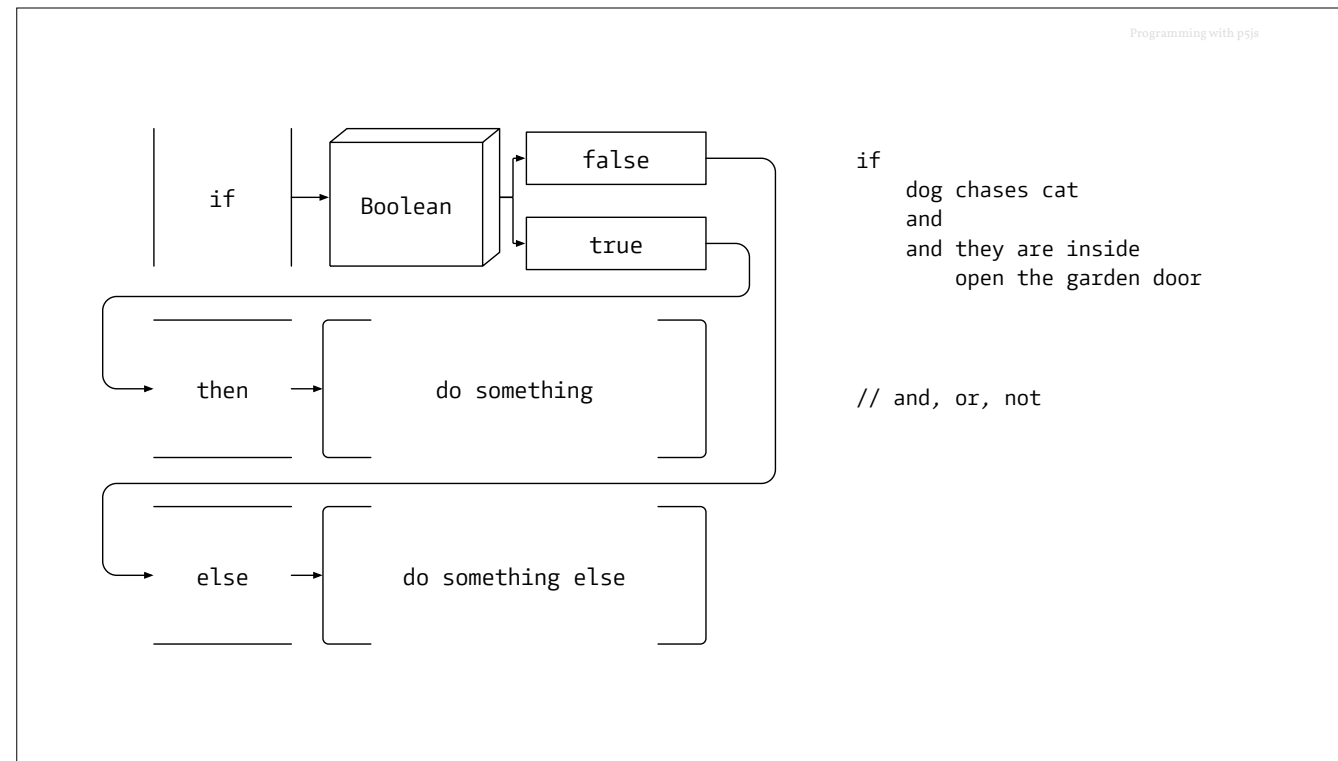 Programming with p5js
if
Boolean
false
true
then
do something
else
do something else
if
dog chases cat
and
and they are inside
open the garden door
// and, or, not